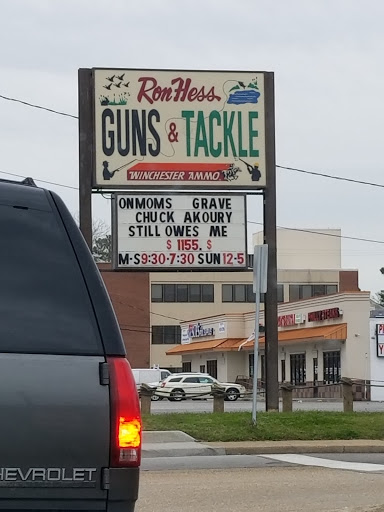 Ron Hess
GUNS & TACKLE
WINCHESTER AMMO
ONMOMS GRAVE
CHUCK AKOURY
STILL OWES ME
$ 1155. $
M-S 9:30-7:30 SUN 12-5
CHEVROLET